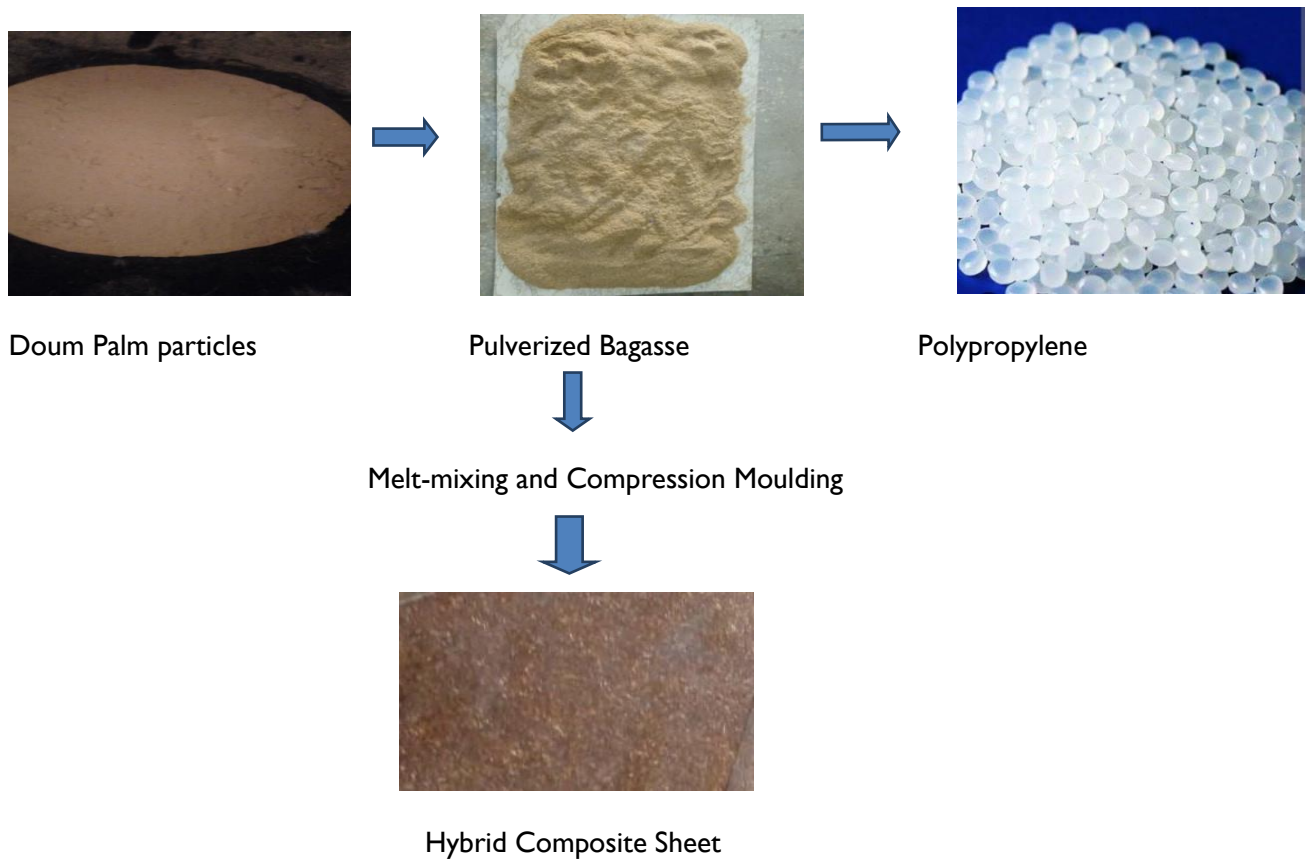 Doum Palm particles
Pulverized Bagasse
Polypropylene
Melt-mixing and Compression Moulding
Hybrid Composite Sheet